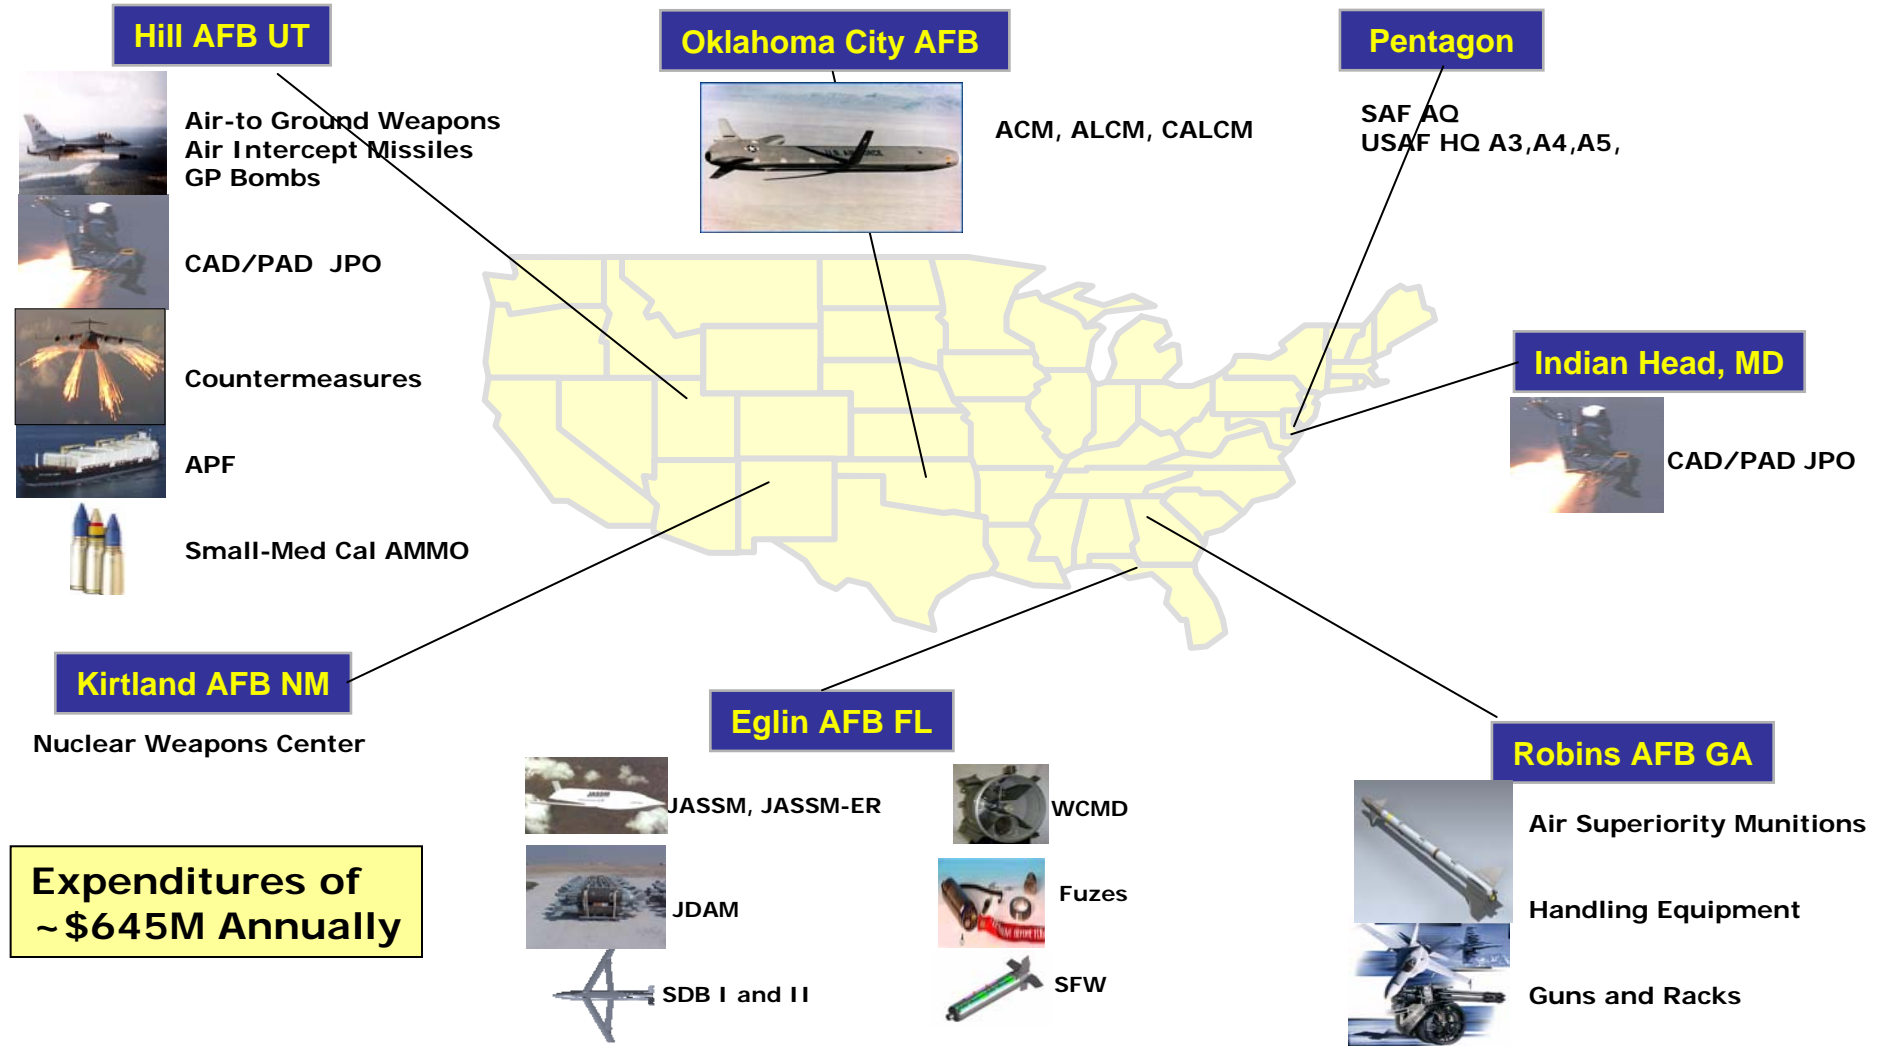 Hill AFB UT
Air-to Ground Weapons
Air Intercept Missiles
GP Bombs
CAD/PAD JPO
Countermeasures
APF
Small-Med Cal AMMO
Oklahoma City AFB
U.S. AIR FORCE
ACM, ALCM, CALCM
Pentagon
SAF AQ
USAF HQ A3,A4,A5,
Indian Head, MD
CAD/PAD JPO
Kirtland AFB NM
Nuclear Weapons Center
Expenditures of
~$645M Annually
Eglin AFB FL
JASSM
JASSM, JASSM-ER
JDAM
SDB I and II
WCMD
Fuzes
SFW
Robins AFB GA
Air Superiority Munitions
Handling Equipment
Guns and Racks